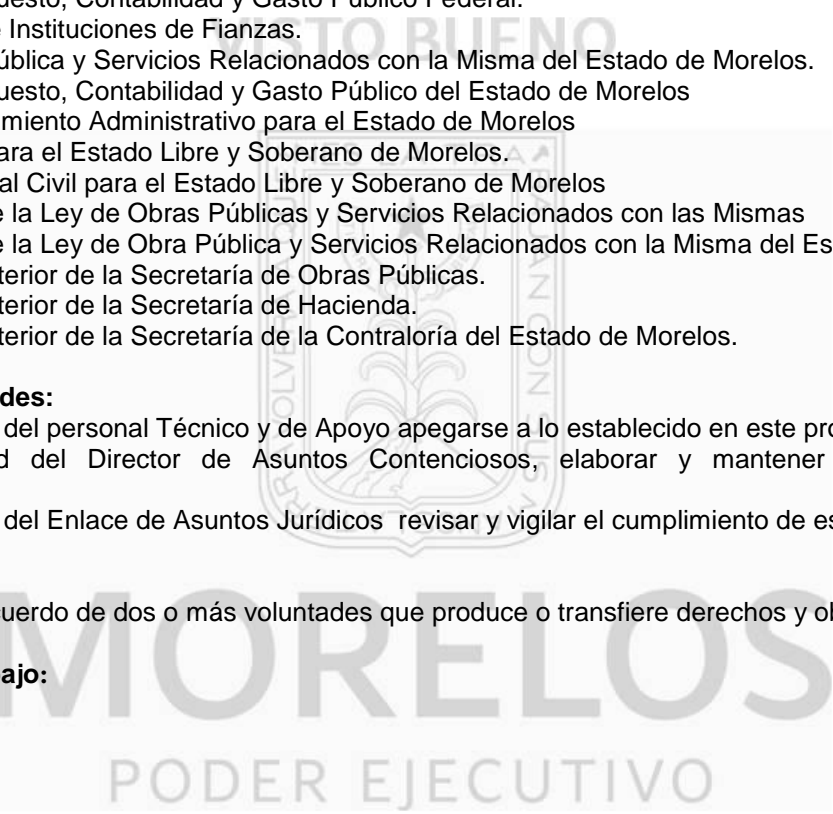 uesto, Contabilidad y Gasto Público Federal.
e Instituciones de Fianzas.
VISTO BUENO
ública y Servicios Relacionados con la Misma del Estado de Morelos.
uesto, Contabilidad y Gasto Público del Estado de Morelos
miento Administrativo para el Estado de Morelos
ara el Estado Libre y Soberano de Morelos.
al Civil para el Estado Libre y Soberano de Morelos
e la Ley de Obras Públicas y Servicios Relacionados con las Mismas
e la Ley de Obra Pública y Servicios Relacionados con la Misma del Es
terior de la Secretaría de Obras Públicas.
terior de la Secretaría de Hacienda.
terior de la Secretaría de la Contraloría del Estado de Morelos.
des:
del personal Técnico y de Apoyo apegarse a lo establecido en este pro
d del Director de Asuntos Contenciosos, elaborar y mantener
del Enlace de Asuntos Jurídicos revisar y vigilar el cumplimiento de es
uerdo de dos o más voluntades que produce o transfiere derechos y ob
ajo:
MORELOS
PODER EJECUTIVO